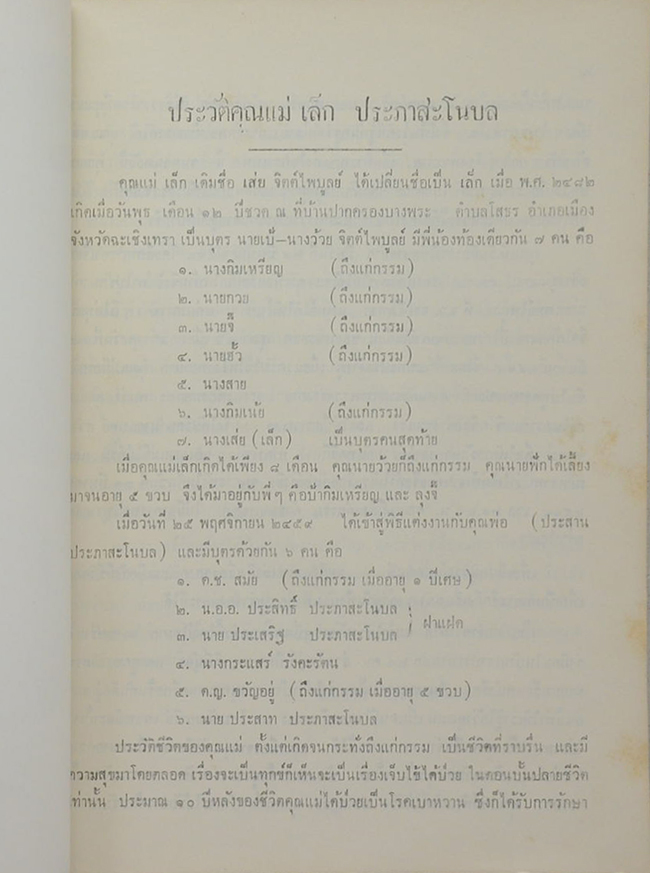 ประวัติคุณแม่ เล็ก ประภาสะโนบล
คุณแม่ เล็ก เดิมชื่อ เส่ย จิตต์ไพบูลย์ ได้เปลี่ยนชื่อเป็น เล็ก เมื่อ พ.ศ. ๒๔๘๒
เกิดเมื่อวันพุธ เดือน ๑๒ ปีชวด ณ ที่บ้านปากคลองบางพระ ตำบลโสธร อำเภอเมือง
จังหวัดฉะเชิงเทรา เป็นบุตร นายเบ๊—นางว้วย จิตต์ไพบูลย์ มีพี่น้องท้องเดียวกัน ๗ คน คือ
๑. นางกิมเหรียญ (ถึงแก่กรรม)
๒. นายกวย (ถึงแก่กรรม)
๓. นายจี๊ (ถึงแก่กรรม)
๔. นายฮั้ว (ถึงแก่กรรม)
๕. นางสาย
๖. นางกิมเนัย (ถึงแก่กรรม)
๗. นางเส่ย (เล็ก) เป็นบุตรคนสุดท้าย
เมื่อคุณแม่เล็กเกิดได้เพียง ๘ เดือน คุณนายว้วยก็ถึงแก่กรรม คุณนายฟักได้เลี้ยง
มาจนอายุ ๕ ขวบ จึงได้มาอยู่กับพี่ๆ คือป้ากิมเหรียญ และ ลุงจี๊
เมื่อวันที่ ๒๕ พฤศจิกายน ๒๔๕๙ ได้เข้าสู่พิธีแต่งงานกับคุณพ่อ (ประสาน
ประภาสะโนบล) และมีบุตรด้วยกัน ๖ คน คือ
๑. ด.ช. สมัย (ถึงแก่กรรม เมื่ออายุ ๑ ปีเศษ)
๒. น.อ.อ. ประสิทธิ์ ประภาสะโนบล
๓. นาย ประเสริฐ ประภาสะโนบล ฝาแฝด
๔. นางกระแสร์ รังคะรัตน
๕. ด.ญ. ขวัญอยู่ (ถึงแก่กรรม เมื่ออายุ ๕ ขวบ)
๖. นาย ประสาท ประภาสะโนบล
ประวัติชีวิตของคุณแม่ ตั้งแต่เกิดจนกระทั่งถึงแก่กรรม เป็นชีวิตที่ราบรื่น และมี
ความสุขมาโดยตลอด เรื่องจะเป็นทุกข์ก็เห็นจะเป็นเรื่องเจ็บไข้ได้ป่วย ในตอนบั้นปลายชีวิต
เท่านั้น ประมาณ ๑๐ ปีหลังของชีวิตคุณแม่ได้ป่วยเป็นโรคเบาหวาน ซึ่งก็ได้รับการรักษา